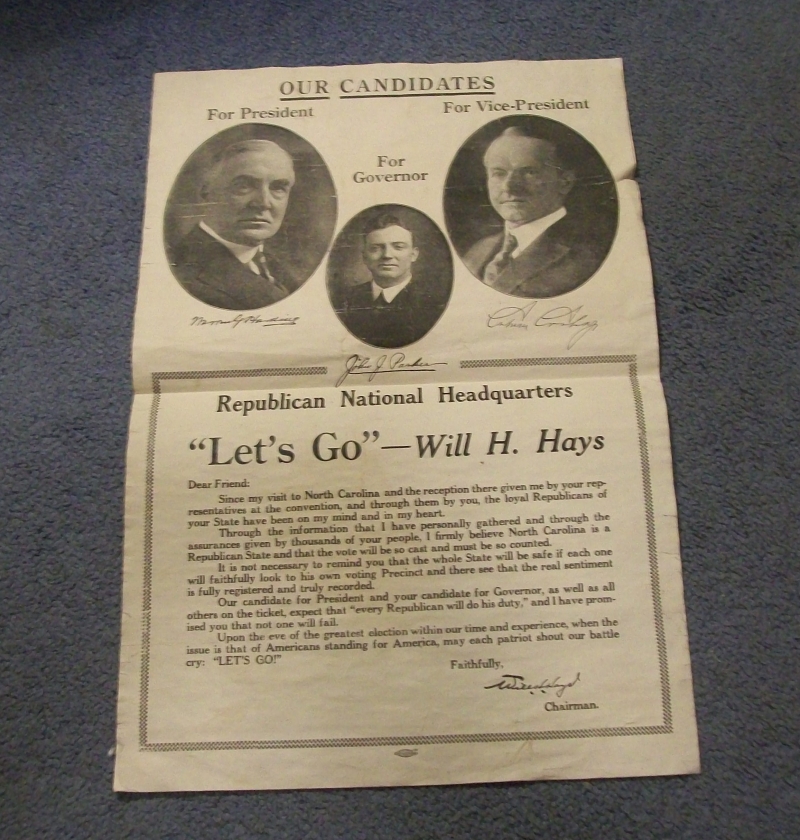 OUR CANDIDATES
For President
For Vice-President
For
Governor
Warren G Harding
Calvin Coolidge
John J. Parker
Republican National Headquarters
“Let's Go”—Will H. Hays
Dear Friend:
Since my visit to North Carolina and the reception there given me by your rep-
resentatives at the convention, and through them by you, the loyal Republicans of
your State have been on my mind and in my heart.
Through the information that I have personally gathered and through the
assurances given by thousands of your people, I firmly believe North Carolina is a
Republican State and that the vote will be so cast and must be so counted.
It is not necessary to remind you that the whole State will be safe if each one
will faithfully look to his own voting Precinct and there see that the real sentiment
is fully registered and truly recorded.
Our candidate for President and your candidate for Governor, as well as all
others on the ticket, expect that “every Republican will do his duty,” and I have prom-
ised you that not one will fail.
Upon the eve of the greatest election within our time and experience, when the
issue is that of Americans standing for America, may each patriot shout our battle
cry: “LET'S GO!”
Faithfully,
Will H. Hays
Chairman.